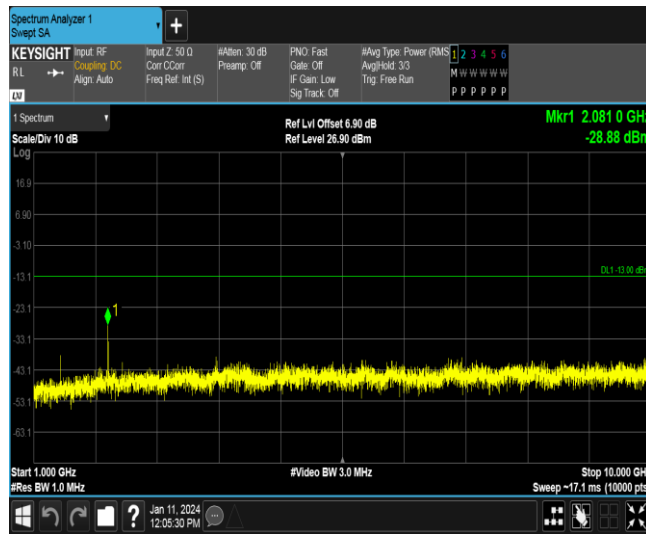 Spectrum Analyzer 1
Swept SA
+
KEYSIGHT
RL
LXI
Input: RF
Coupling: DC
Align: Auto
Input Z: 50 Ω
Corr CCorr
Freq Ref: Int (S)
#Atten: 30 dB
Preamp: Off
PNO: Fast
Gate: Off
IF Gain: Low
Sig Track: Off
#Avg Type: Power (RMS
Avg|Hold: 3/3
Trig: Free Run
1 2 3 4 5 6
M W W W W W
P P P P P P
1 Spectrum
Scale/Div 10 dB
Log
Ref Lvl Offset 6.90 dB
Ref Level 26.90 dBm
Mkr1 2.081 0 GHz
-28.88 dBm
16.9
6.90
-3.10
-13.1
-23.1
-33.1
-43.1
-53.1
-63.1
DL1 -13.00 dBm
1
Start 1.000 GHz
#Res BW 1.0 MHz
#Video BW 3.0 MHz
Stop 10.000 GHz
Sweep ~17.1 ms (10000 pts)
?
Jan 11, 2024
12:05:30 PM